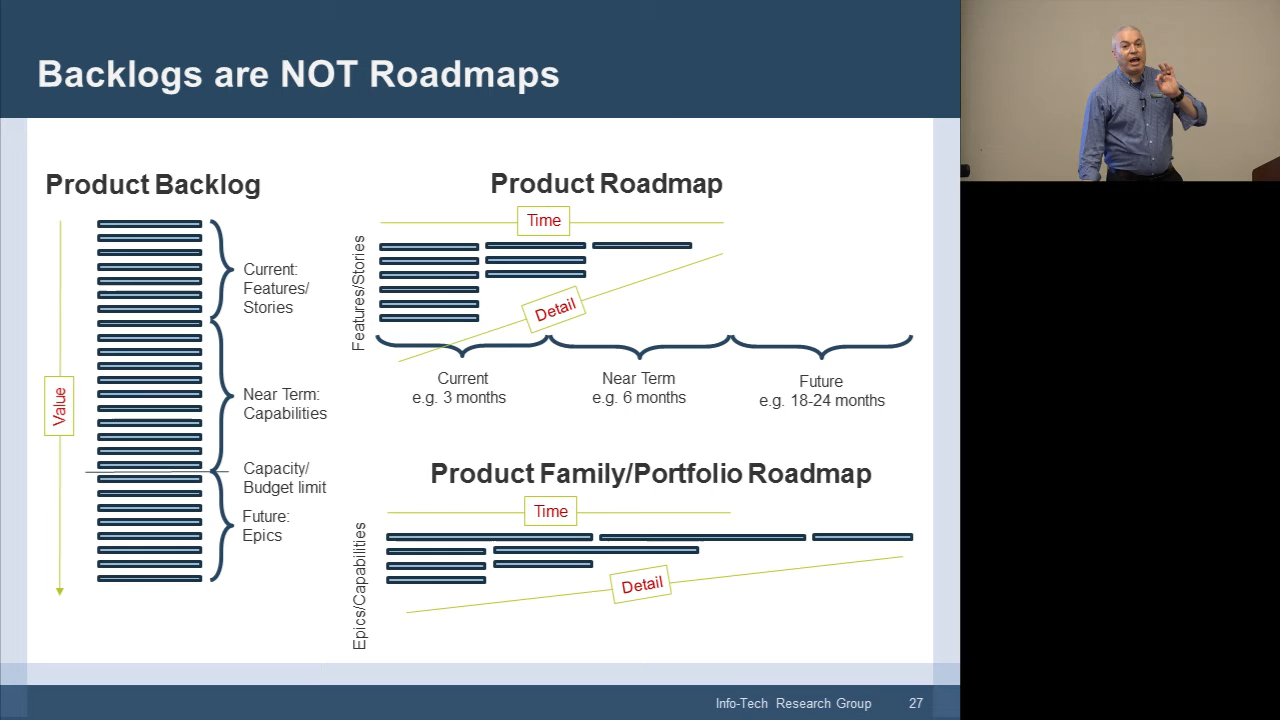 Backlogs are NOT Roadmaps
Product Backlog
Value
Current:
Features/
Stories
Near Term:
Capabilities
Capacity/
Budget limit
Future:
Epics
Product Roadmap
Time
Features/Stories
Detail
Current
e.g. 3 months
Near Term
e.g. 6 months
Future
e.g. 18-24 months
Product Family/Portfolio Roadmap
Time
Epics/Capabilities
Detail
Info-Tech Research Group
27